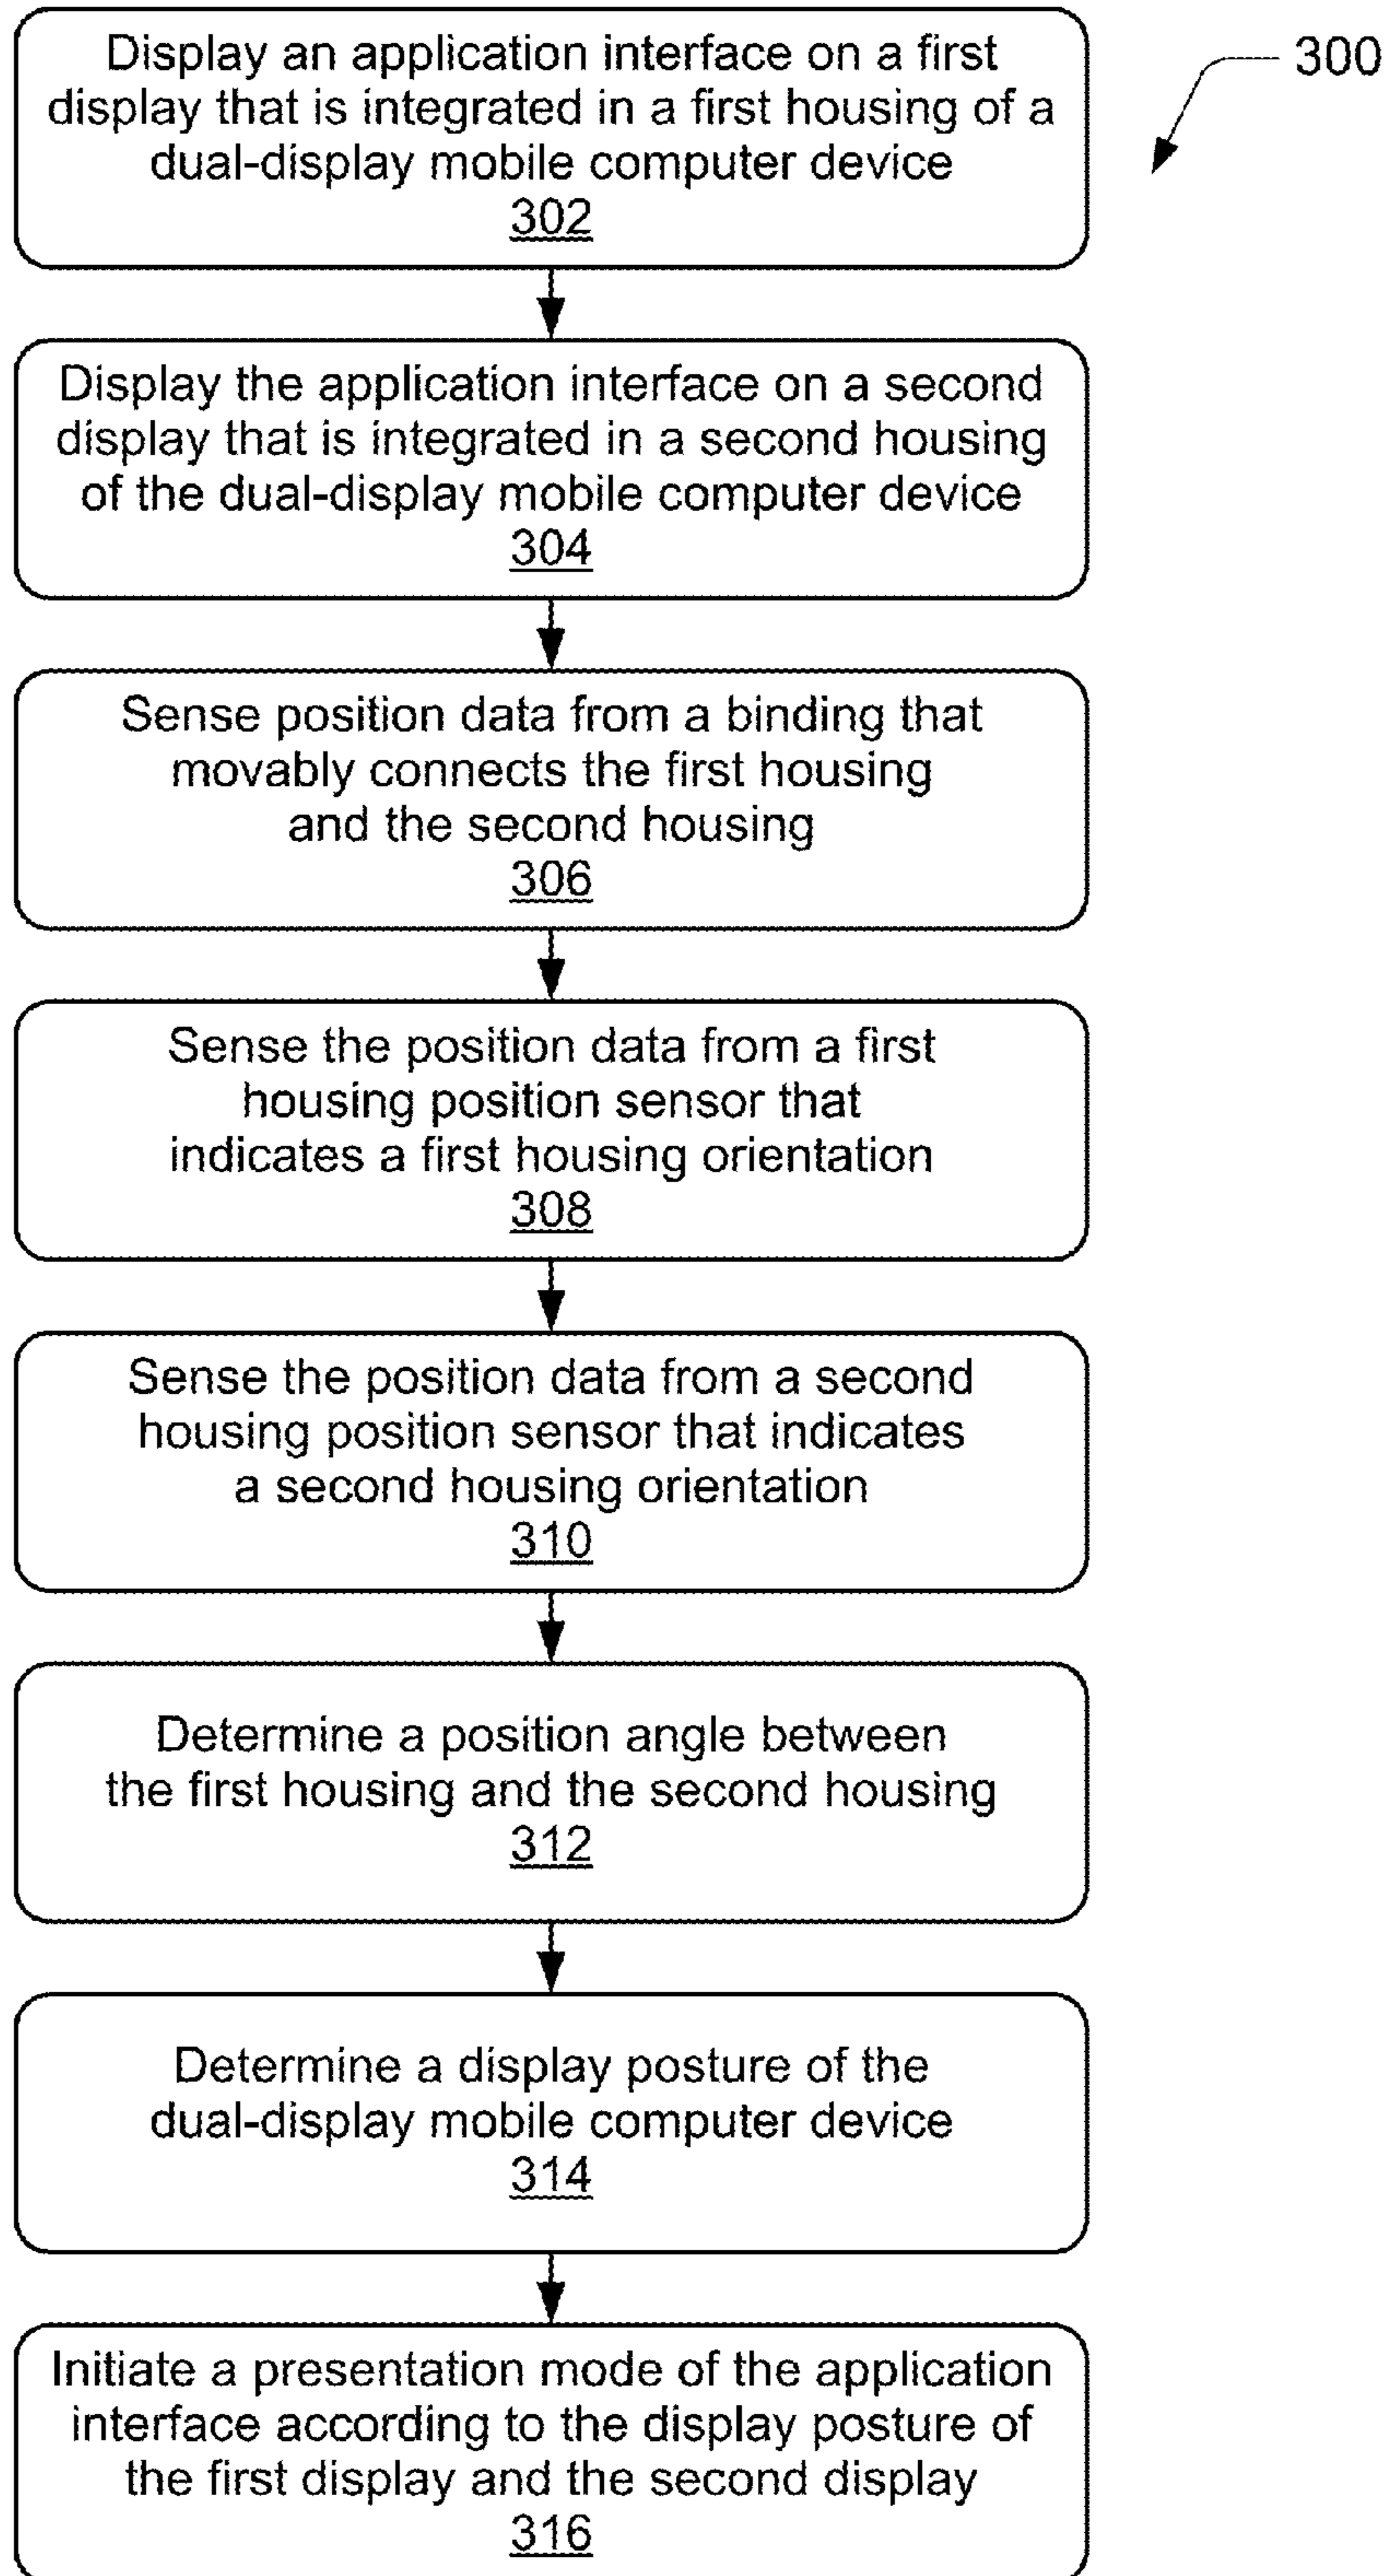 Display an application interface on a first
display that is integrated in a first housing of a
dual-display mobile computer device
302
300
Display the application interface on a second
display that is integrated in a second housing
of the dual-display mobile computer device
304
Sense position data from a binding that
movably connects the first housing
and the second housing
306
Sense the position data from a first
housing position sensor that
indicates a first housing orientation
308
Sense the position data from a second
housing position sensor that indicates
a second housing orientation
310
Determine a position angle between
the first housing and the second housing
312
Determine a display posture of the
dual-display mobile computer device
314
Initiate a presentation mode of the application
interface according to the display posture of
the first display and the second display
316